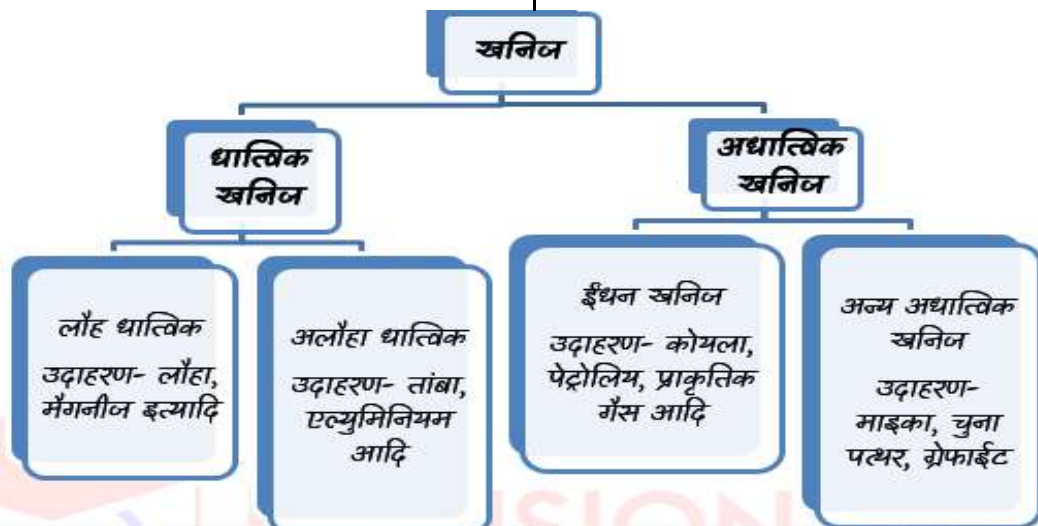 खनिज
धात्विक
खनिज
अधात्विक
खनिज
लौह धात्विक
उदाहरण- लौहा,
मैगनीज इत्यादि
अलौहा धात्विक
उदाहरण- तांबा,
एल्युमिनियम
आदि
ईंधन खनिज
उदाहरण- कोयला,
पेट्रोलिय, प्राकृतिक
गैस आदि
अन्य अधात्विक
खनिज
उदाहरण-
माइका, चुना
पत्थर, ग्रेफाईट